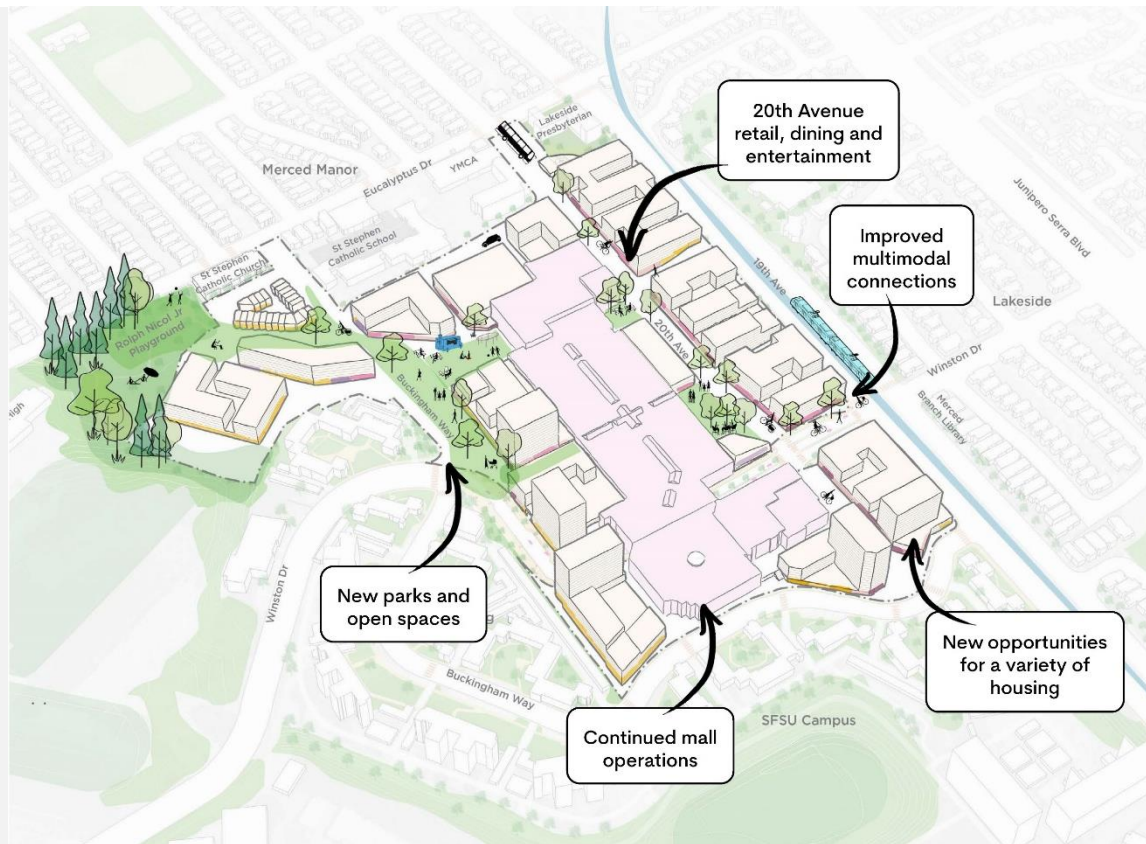 20th Avenue
retail, dining and
entertainment
Lakeside
Presbyterian
YMCA
Eucalyptus Dr
Merced Manor
St Stephen
Catholic School
St Stephen
Catholic Church
Rolph Nicol Jr
Playground
Junipero Serra Blvd
Improved
multimodal
connections
19th Ave
Lakeside
20th Ave
Winston Dr
Merced
Branch Library
Buckingham Way
New parks and
open spaces
Winston Dr
Buckingham Way
Continued mall
operations
New opportunities
for a variety of
housing
SFSU Campus